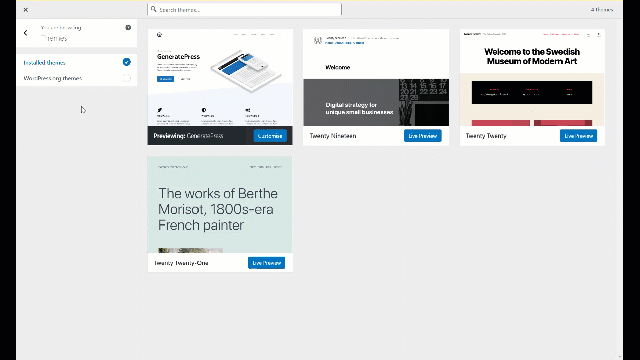 Search themes...
4 themes
You are browsing
Themes
Installed themes
WordPress.org themes
GeneratePress
Previewing: GeneratePress
Customise
Welcome
Digital strategy for
unique small businesses
Twenty Nineteen
Live Preview
Welcome to the Swedish
Museum of Modern Art
Twenty Twenty
Live Preview
The works of Berthe
Morisot, 1800s-era
French painter
Twenty Twenty-One
Live Preview